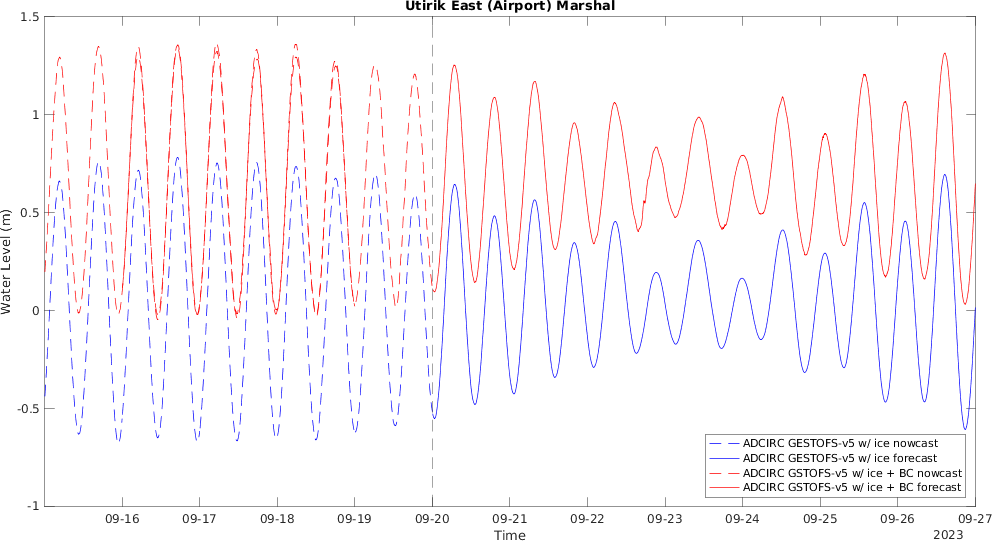 Utirik East (Airport) Marshal
Water Level (m)
1.5
1
0.5
0
-0.5
-1
09-16
09-17
09-18
09-19
09-20
09-21
09-22
09-23
09-24
09-25
09-26
09-27
Time
2023
ADCIRC GESTOFS-v5 w/ ice nowcast
ADCIRC GESTOFS-v5 w/ ice forecast
ADCIRC GSTOFS-v5 w/ ice + BC nowcast
ADCIRC GSTOFS-v5 w/ ice + BC forecast